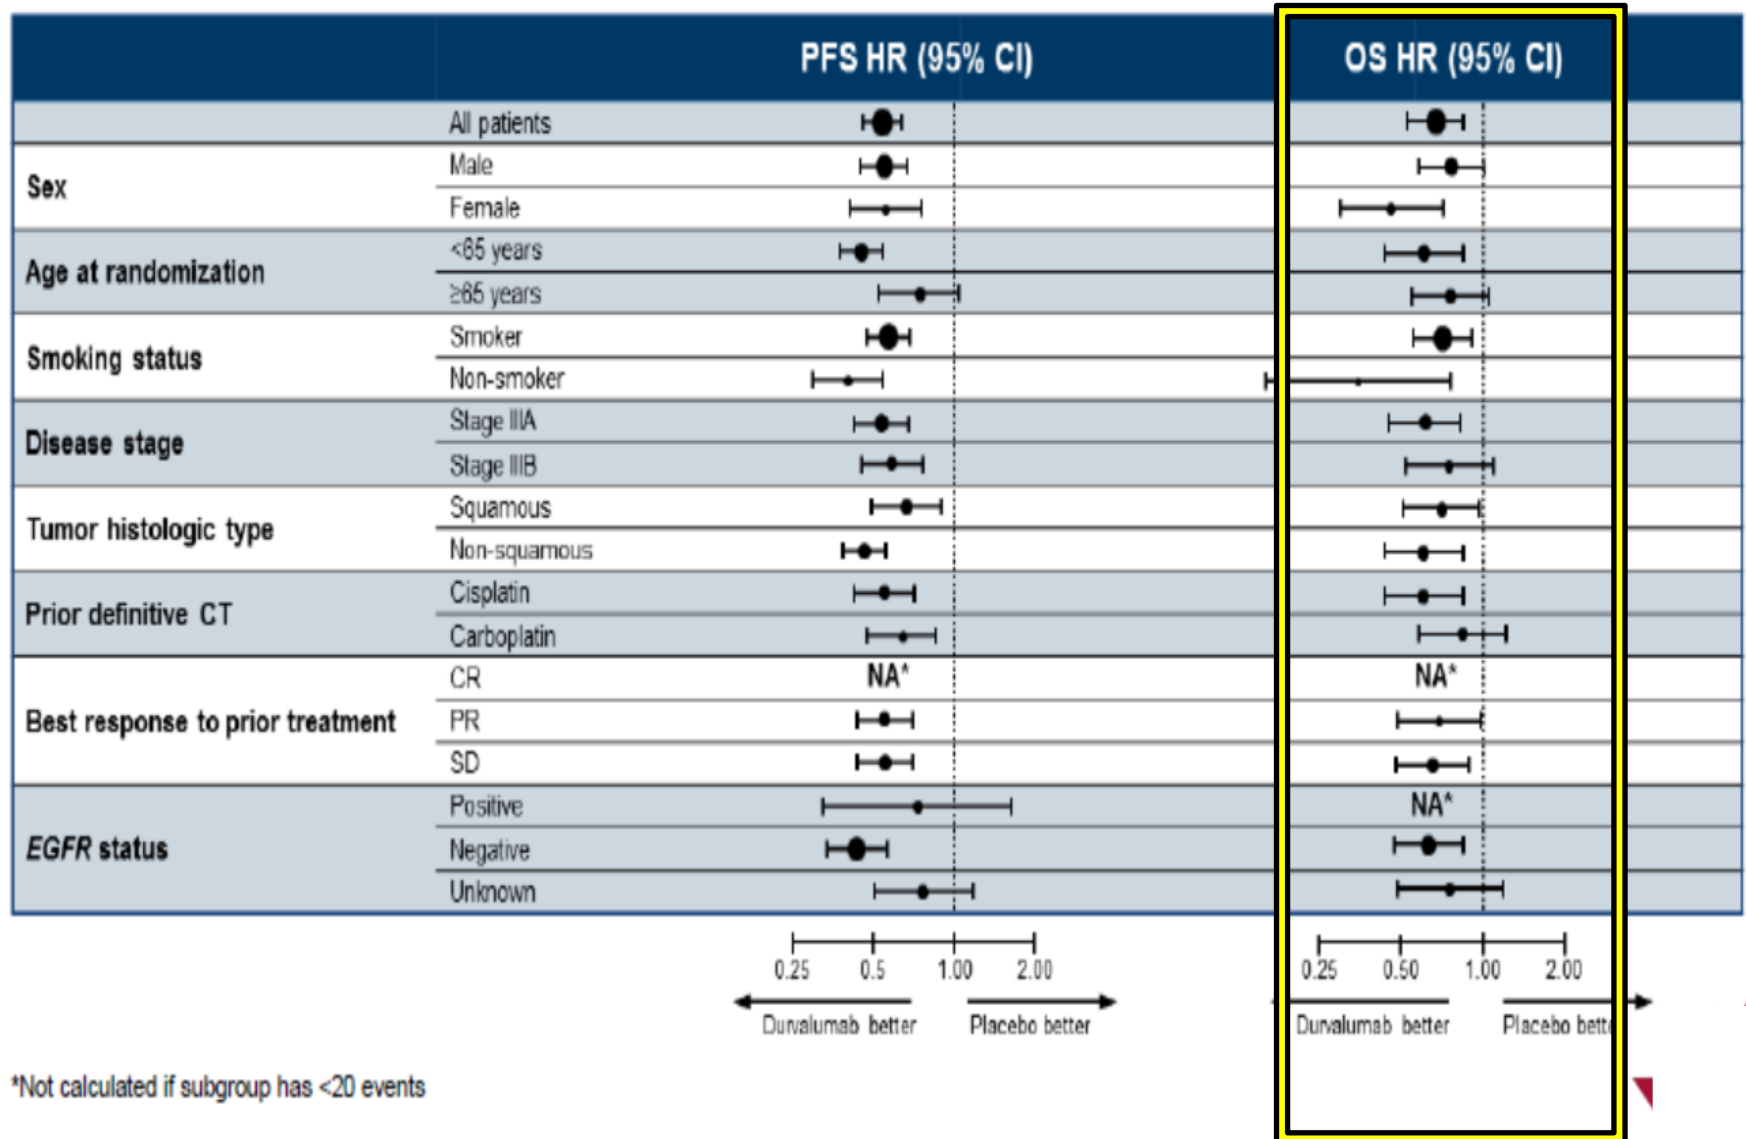 PFS HR (95% CI) OS HR (95% CI)
All patients
Sex
Male
Female
Age at randomization
<65 years
≥65 years
Smoking status
Smoker
Non-smoker
Disease stage
Stage IIIA
Stage IIIB
Tumor histologic type
Squamous
Non-squamous
Prior definitive CT
Cisplatin
Carboplatin
Best response to prior treatment
CR NA* NA*
PR
SD
EGFR status
Positive NA*
Negative
Unknown
0.25 0.5 1.00 2.00 0.25 0.50 1.00 2.00
Durvalumab better Placebo better Durvalumab better Placebo bette
*Not calculated if subgroup has <20 events